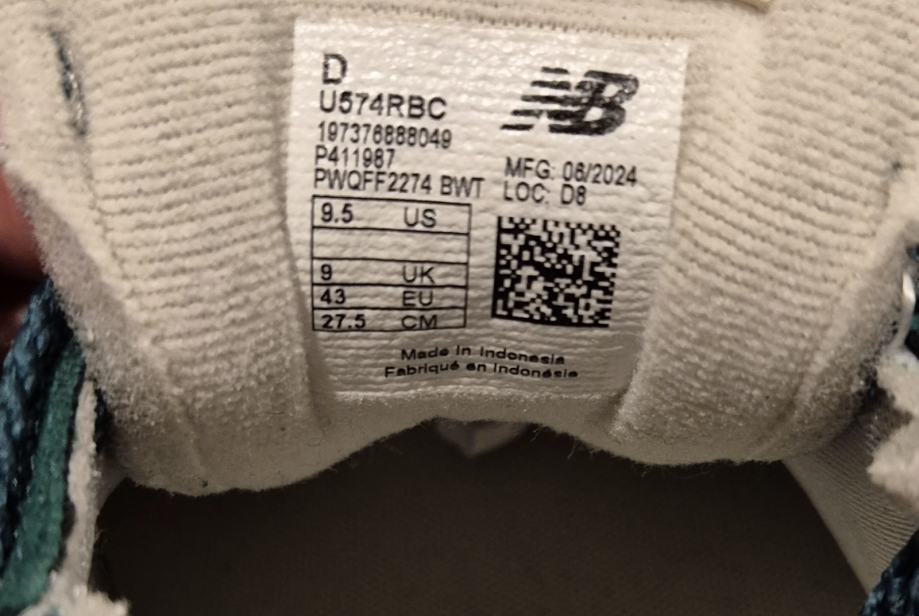 D
U574RBC
197376888049
P411987
PWQFF2274 BWT
NB
MFG: 06/2024
LOC: D8
9.5 US
9 UK
43 EU
27.5 CM
Made in Indonesia
Fabriqué en Indonésie